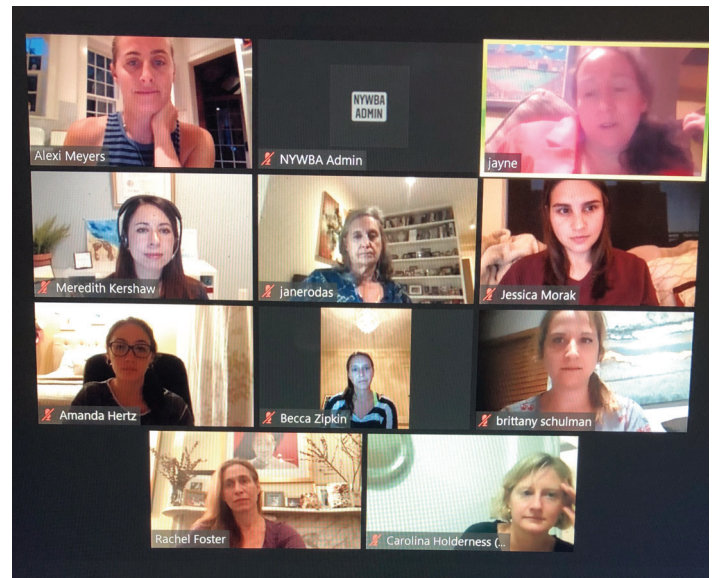 Alexi Meyers
NYWBA
ADMIN
NYWBA Admin
jayne
Meredith Kershaw
janerodas
Jessica Morak
Amanda Hertz
Becca Zipkin
brittany schulman
Rachel Foster
Carolina Holderness (...